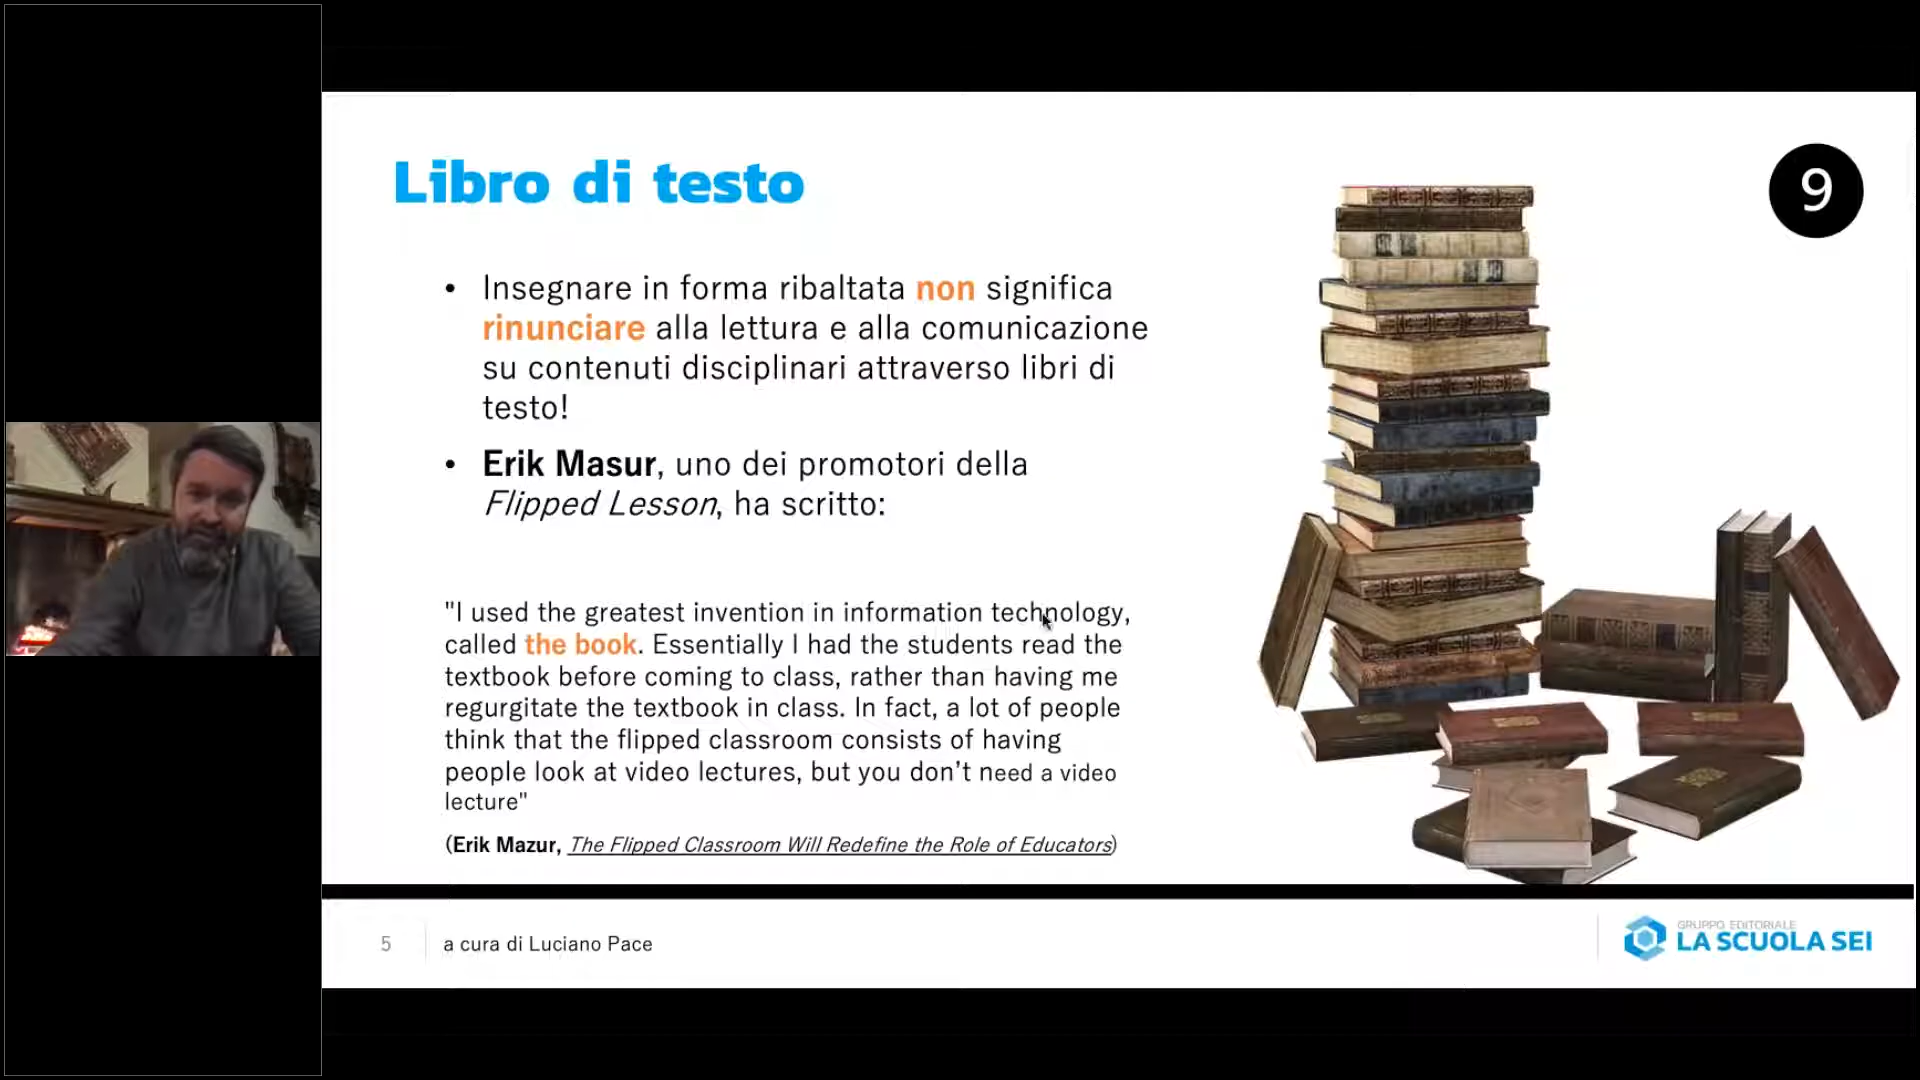 Libro di testo
9
• Insegnare in forma ribaltata non significa
rinunciare alla lettura e alla comunicazione
su contenuti disciplinari attraverso libri di
testo!
• Erik Masur, uno dei promotori della
Flipped Lesson, ha scritto:
"I used the greatest invention in information technology,
called the book. Essentially I had the students read the
textbook before coming to class, rather than having me
regurgitate the textbook in class. In fact, a lot of people
think that the flipped classroom consists of having
people look at video lectures, but you don’t need a video
lecture"
(Erik Mazur, The Flipped Classroom Will Redefine the Role of Educators)
5
a cura di Luciano Pace
GRUPPO EDITORIALE
LA SCUOLA SEI